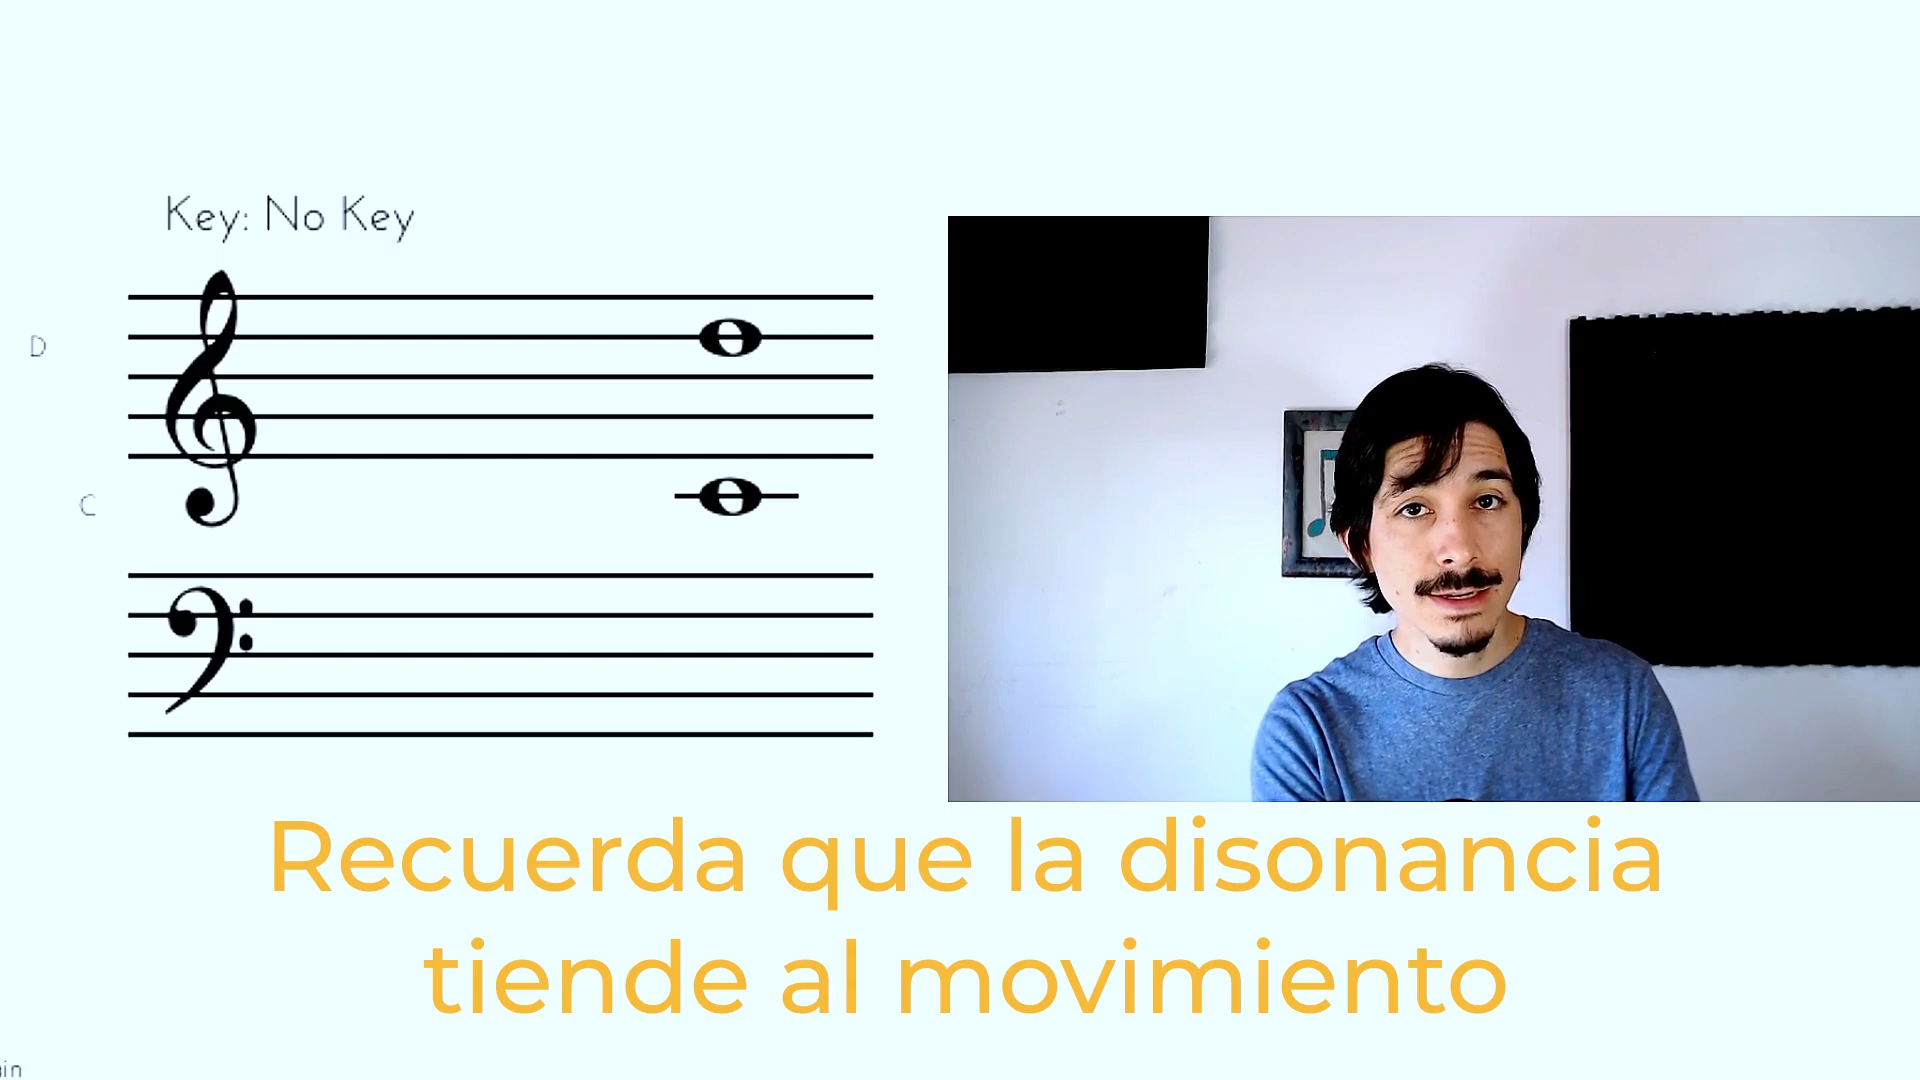 Key: No Key
D
C
Recuerda que la disonancia
tiende al movimiento